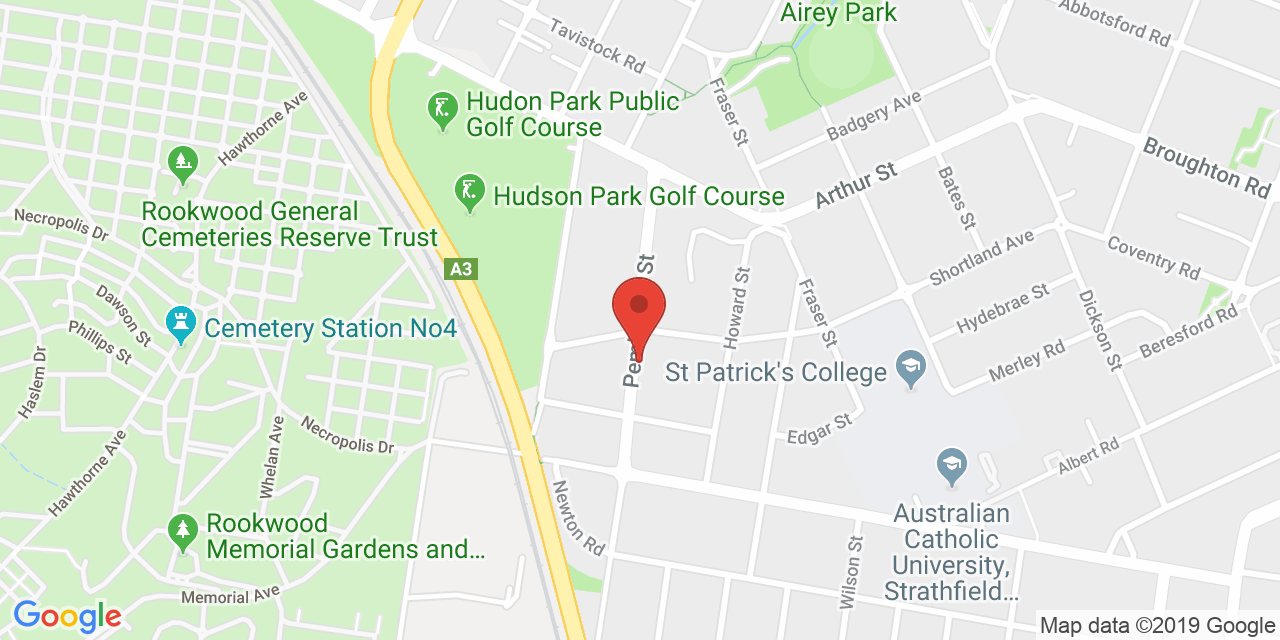 Airey Park
Abbotsford Rd
Tavistock Rd
Hudon Park Public
Golf Course
Fraser St
Badgery Ave
Hawthorne Ave
Broughton Rd
Arthur St
Bates St
Hudson Park Golf Course
Rookwood General
Cemeteries Reserve Trust
Necropolis Dr
A3
St
Shortland Ave
Coventry Rd
Dawson St
Phillips St
Cemetery Station No4
Howard St
Fraser St
Hydebrae St
Dickson St
Beresford Rd
Haslem Dr
St Patrick's College
Merley Rd
Necropolis Dr
Edgar St
Albert Rd
Hawthorne Ave
Whelan Ave
Newton Rd
Rookwood
Memorial Gardens and...
Australian
Catholic
University,
Strathfield...
Wilson St
Memorial Ave
Google
Map data ©2019 Google